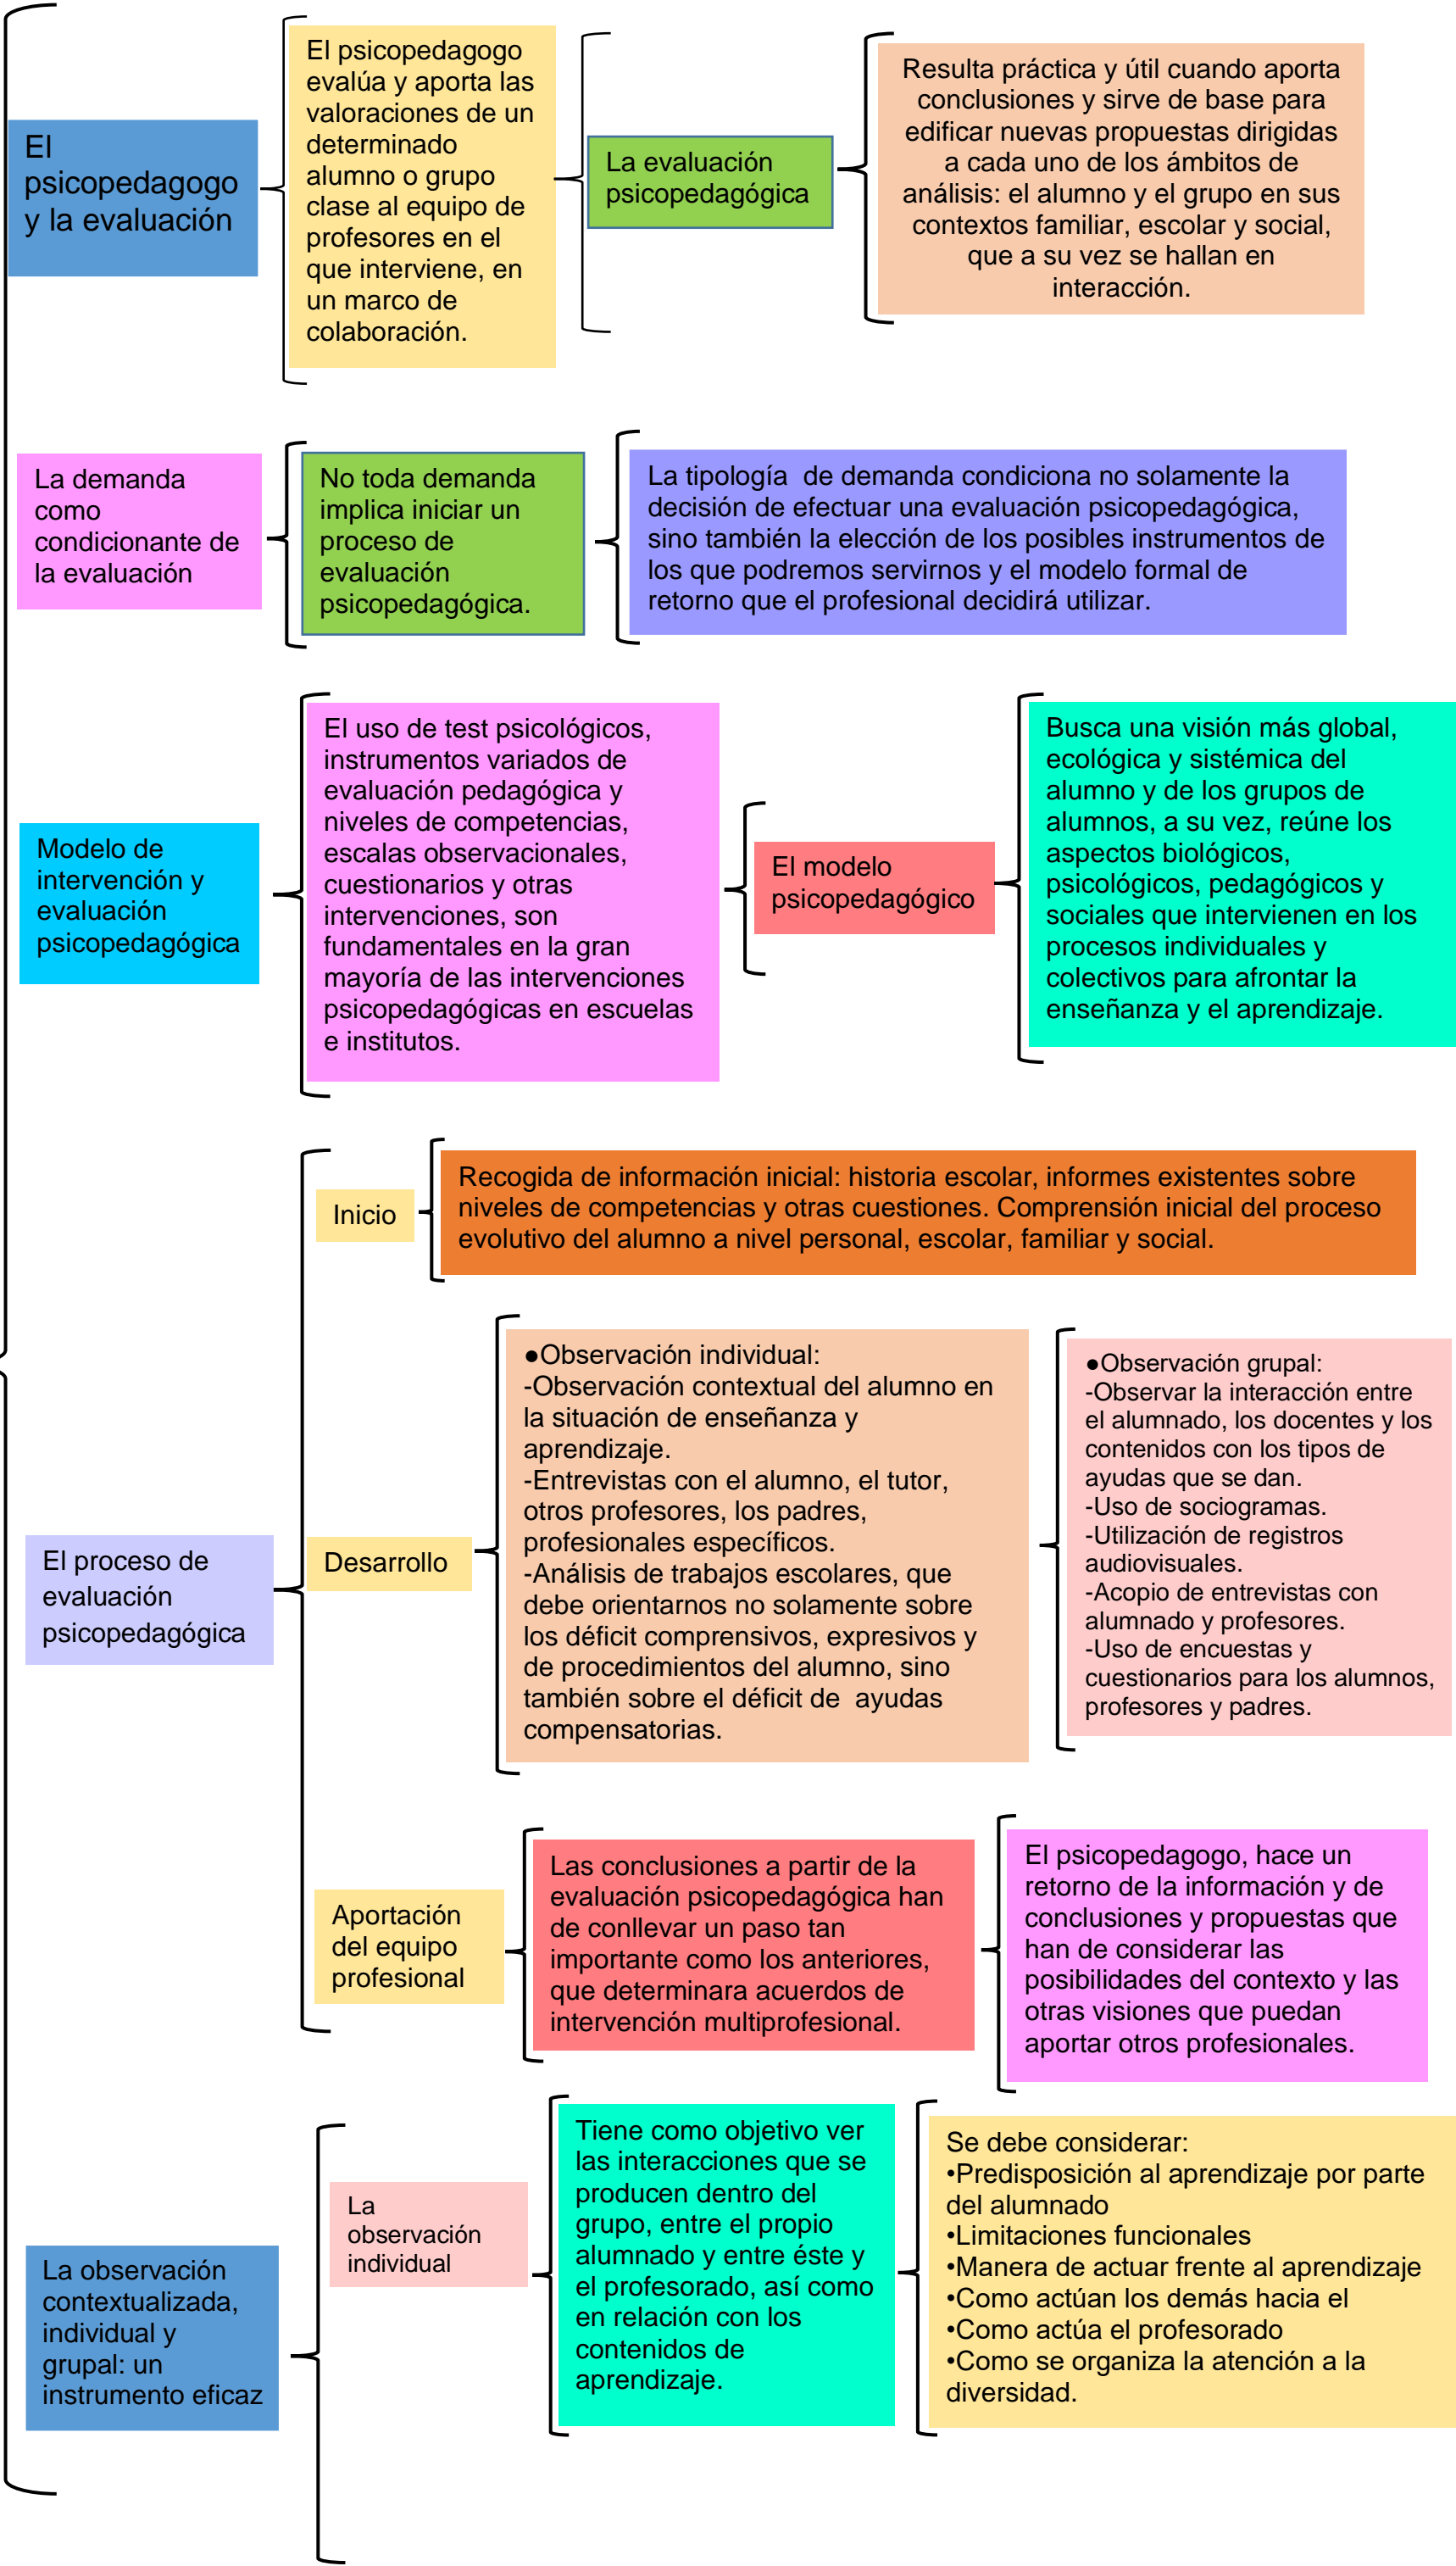 El
psicopedagogo
y la evaluación
El psicopedagogo
evalúa y aporta las
valoraciones de un
determinado
alumno o grupo
clase al equipo de
profesores en el
que interviene, en
un marco de
colaboración.
La evaluación
psicopedagógica
Resulta práctica y útil cuando aporta
conclusiones y sirve de base para
edificar nuevas propuestas dirigidas
a cada uno de los ámbitos de
análisis: el alumno y el grupo en sus
contextos familiar, escolar y social,
que a su vez se hallan en
interacción.
La demanda
como
condicionante de
la evaluación
No toda demanda
implica iniciar un
proceso de
evaluación
psicopedagógica.
La tipología  de demanda condiciona no solamente la
decisión de efectuar una evaluación psicopedagógica,
sino también la elección de los posibles instrumentos de
los que podremos servirnos y el modelo formal de
retorno que el profesional decidirá utilizar.
Modelo de
intervención y
evaluación
psicopedagógica
El uso de test psicológicos,
instrumentos variados de
evaluación pedagógica y
niveles de competencias,
escalas observacionales,
cuestionarios y otras
intervenciones, son
fundamentales en la gran
mayoría de las intervenciones
psicopedagógicas en escuelas
e institutos.
El modelo
psicopedagógico
Busca una visión más global,
ecológica y sistémica del
alumno y de los grupos de
alumnos, a su vez, reúne los
aspectos biológicos,
psicológicos, pedagógicos y
sociales que intervienen en los
procesos individuales y
colectivos para afrontar la
enseñanza y el aprendizaje.
El proceso de
evaluación
psicopedagógica
Inicio
Recogida de información inicial: historia escolar, informes existentes sobre
niveles de competencias y otras cuestiones. Comprensión inicial del proceso
evolutivo del alumno a nivel personal, escolar, familiar y social.
Desarrollo
●Observación individual:
-Observación contextual del alumno en
la situación de enseñanza y
aprendizaje.
-Entrevistas con el alumno, el tutor,
otros profesores, los padres,
profesionales específicos.
-Análisis de trabajos escolares, que
debe orientarnos no solamente sobre
los déficit comprensivos, expresivos y
de procedimientos del alumno, sino
también sobre el déficit de  ayudas
compensatorias.
●Observación grupal:
-Observar la interacción entre
el alumnado, los docentes y los
contenidos con los tipos de
ayudas que se dan.
-Uso de sociogramas.
-Utilización de registros
audiovisuales.
-Acopio de entrevistas con
alumnado y profesores.
-Uso de encuestas y
cuestionarios para los alumnos,
profesores y padres.
Aportación
del equipo
profesional
Las conclusiones a partir de la
evaluación psicopedagógica han
de conllevar un paso tan
importante como los anteriores,
que determinara acuerdos de
intervención multiprofesional.
El psicopedagogo, hace un
retorno de la información y de
conclusiones y propuestas que
han de considerar las
posibilidades del contexto y las
otras visiones que puedan
aportar otros profesionales.
La observación
contextualizada,
individual y
grupal: un
instrumento eficaz
La
observación
individual
Tiene como objetivo ver
las interacciones que se
producen dentro del
grupo, entre el propio
alumnado y entre éste y
el profesorado, así como
en relación con los
contenidos de
aprendizaje.
Se debe considerar:
•Predisposición al aprendizaje por parte
del alumnado
•Limitaciones funcionales
•Manera de actuar frente al aprendizaje
•Como actúan los demás hacia el
•Como actúa el profesorado
•Como se organiza la atención a la
diversidad.